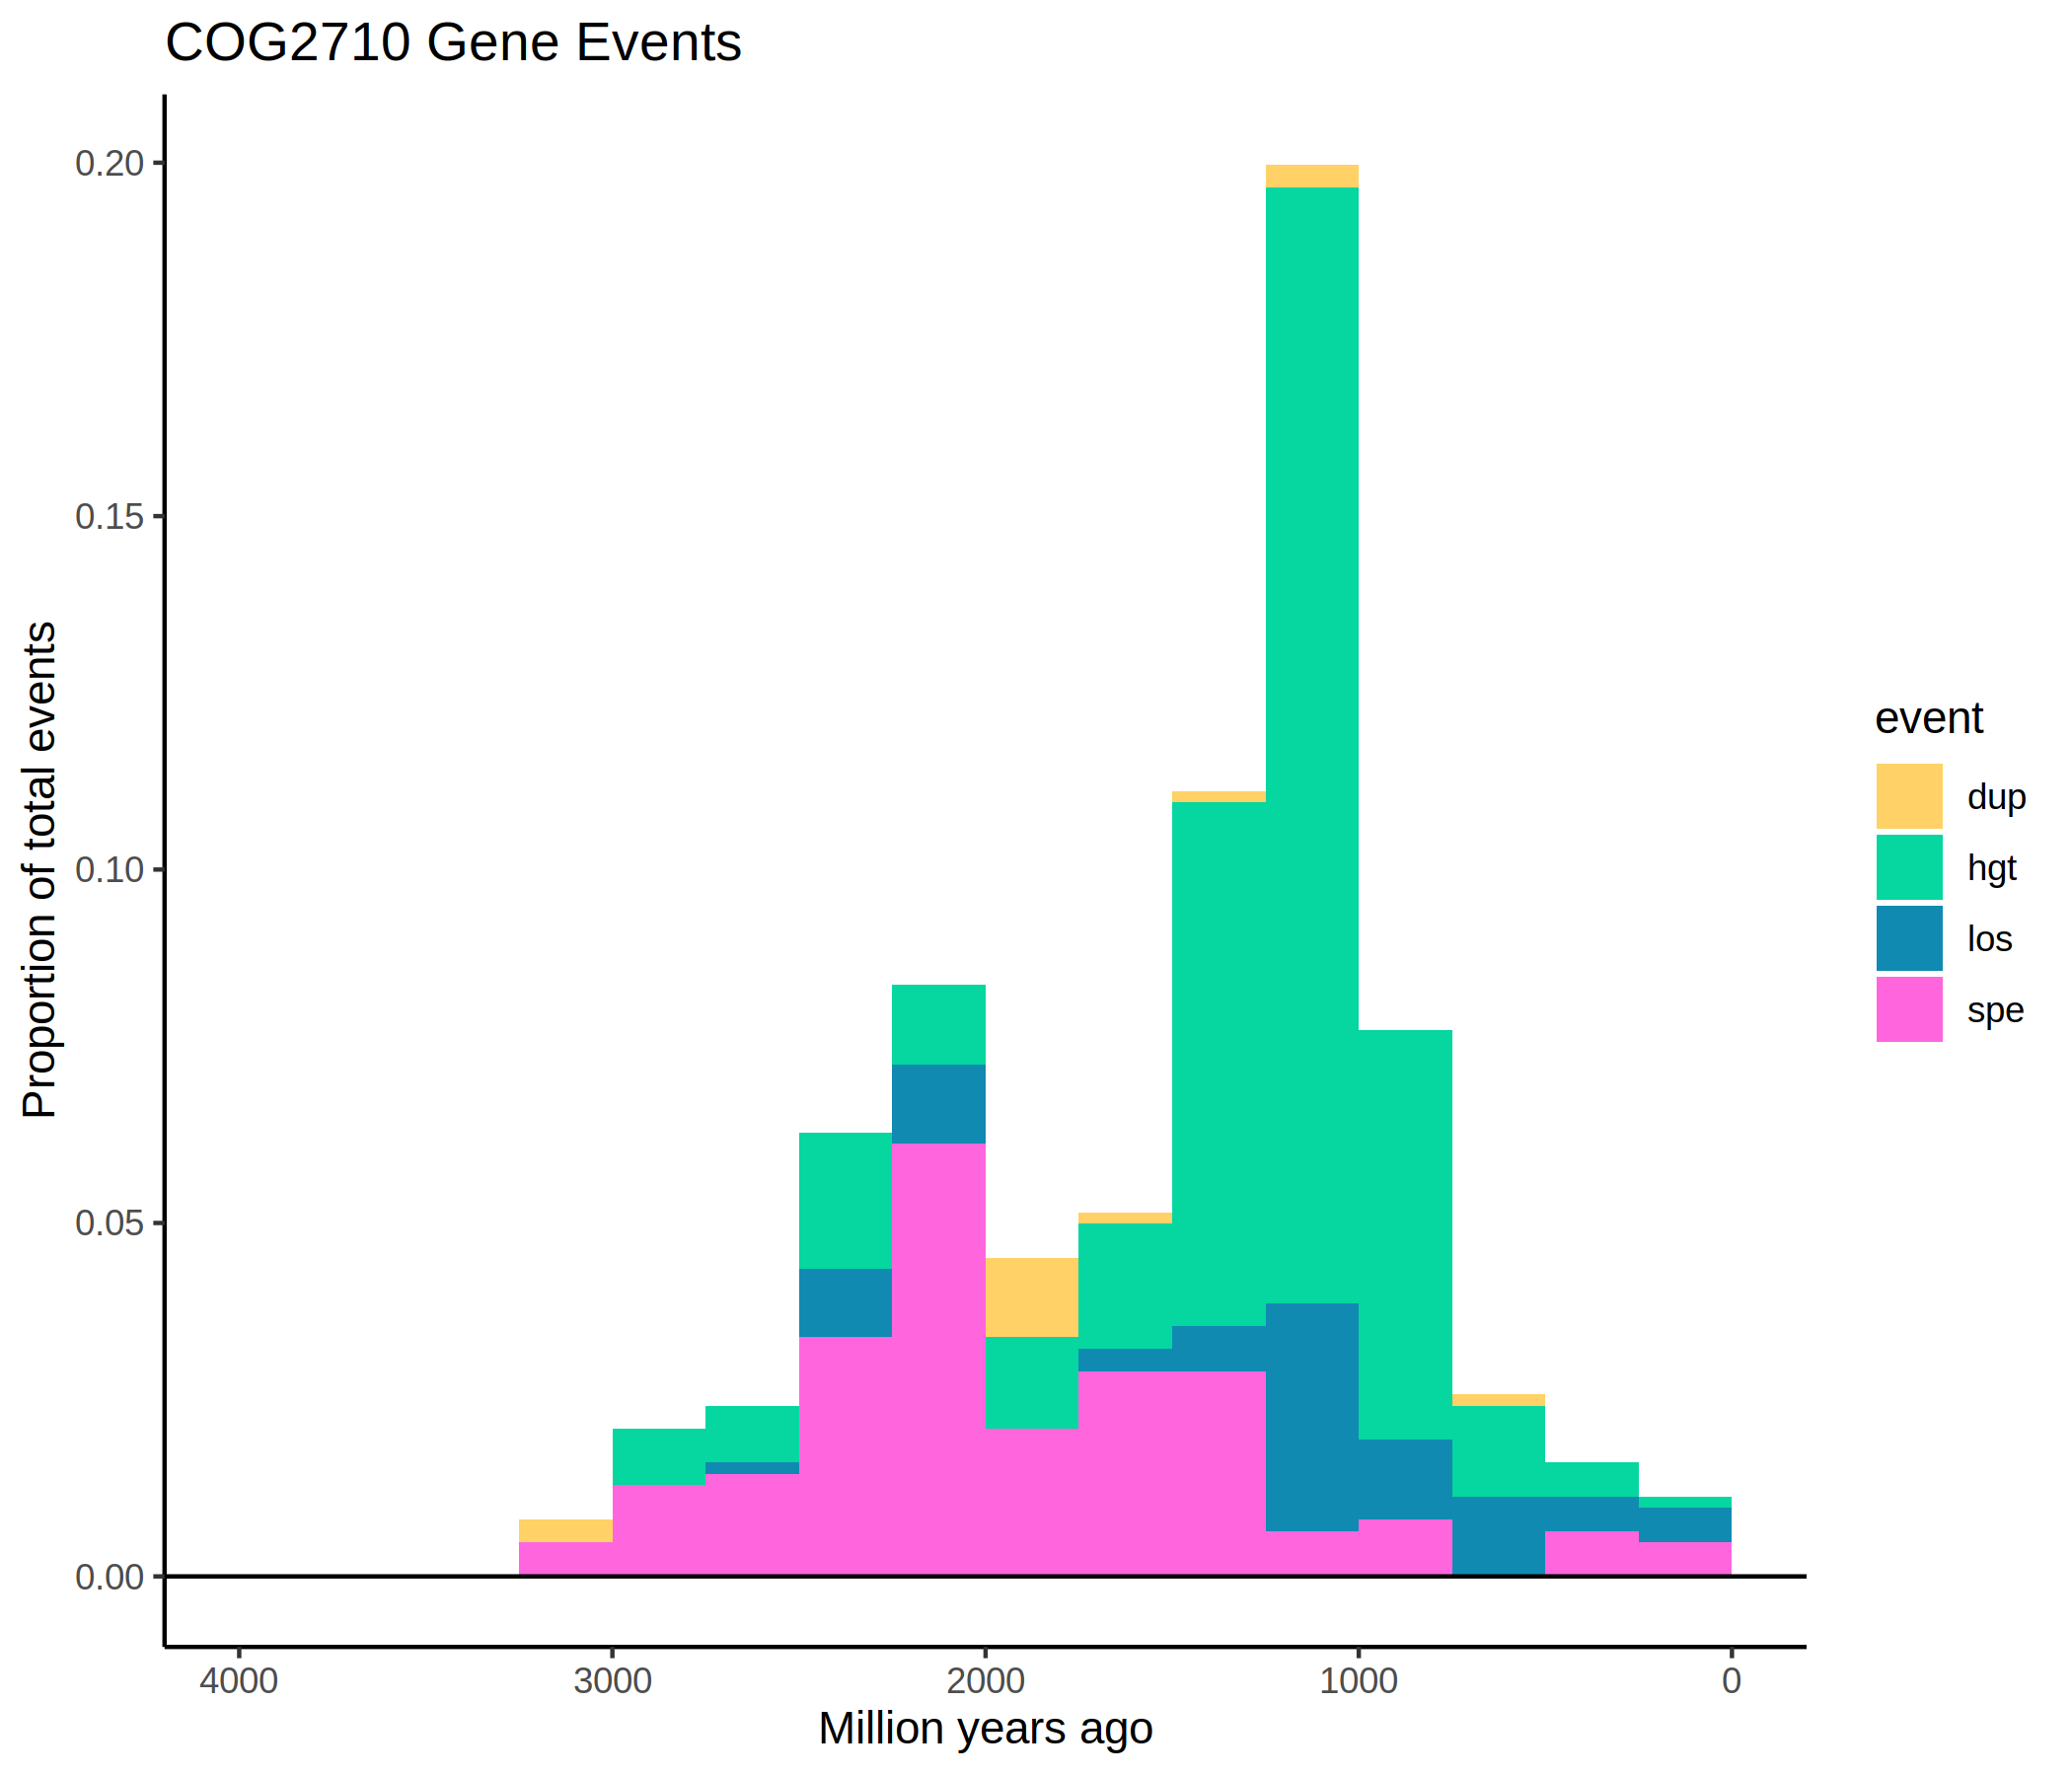 COG2710 Gene Events
0.20
0.15
0.10
0.05
0.00
Proportion of total events
4000 3000 2000 1000 0
Million years ago
event
dup
hgt
los
spe